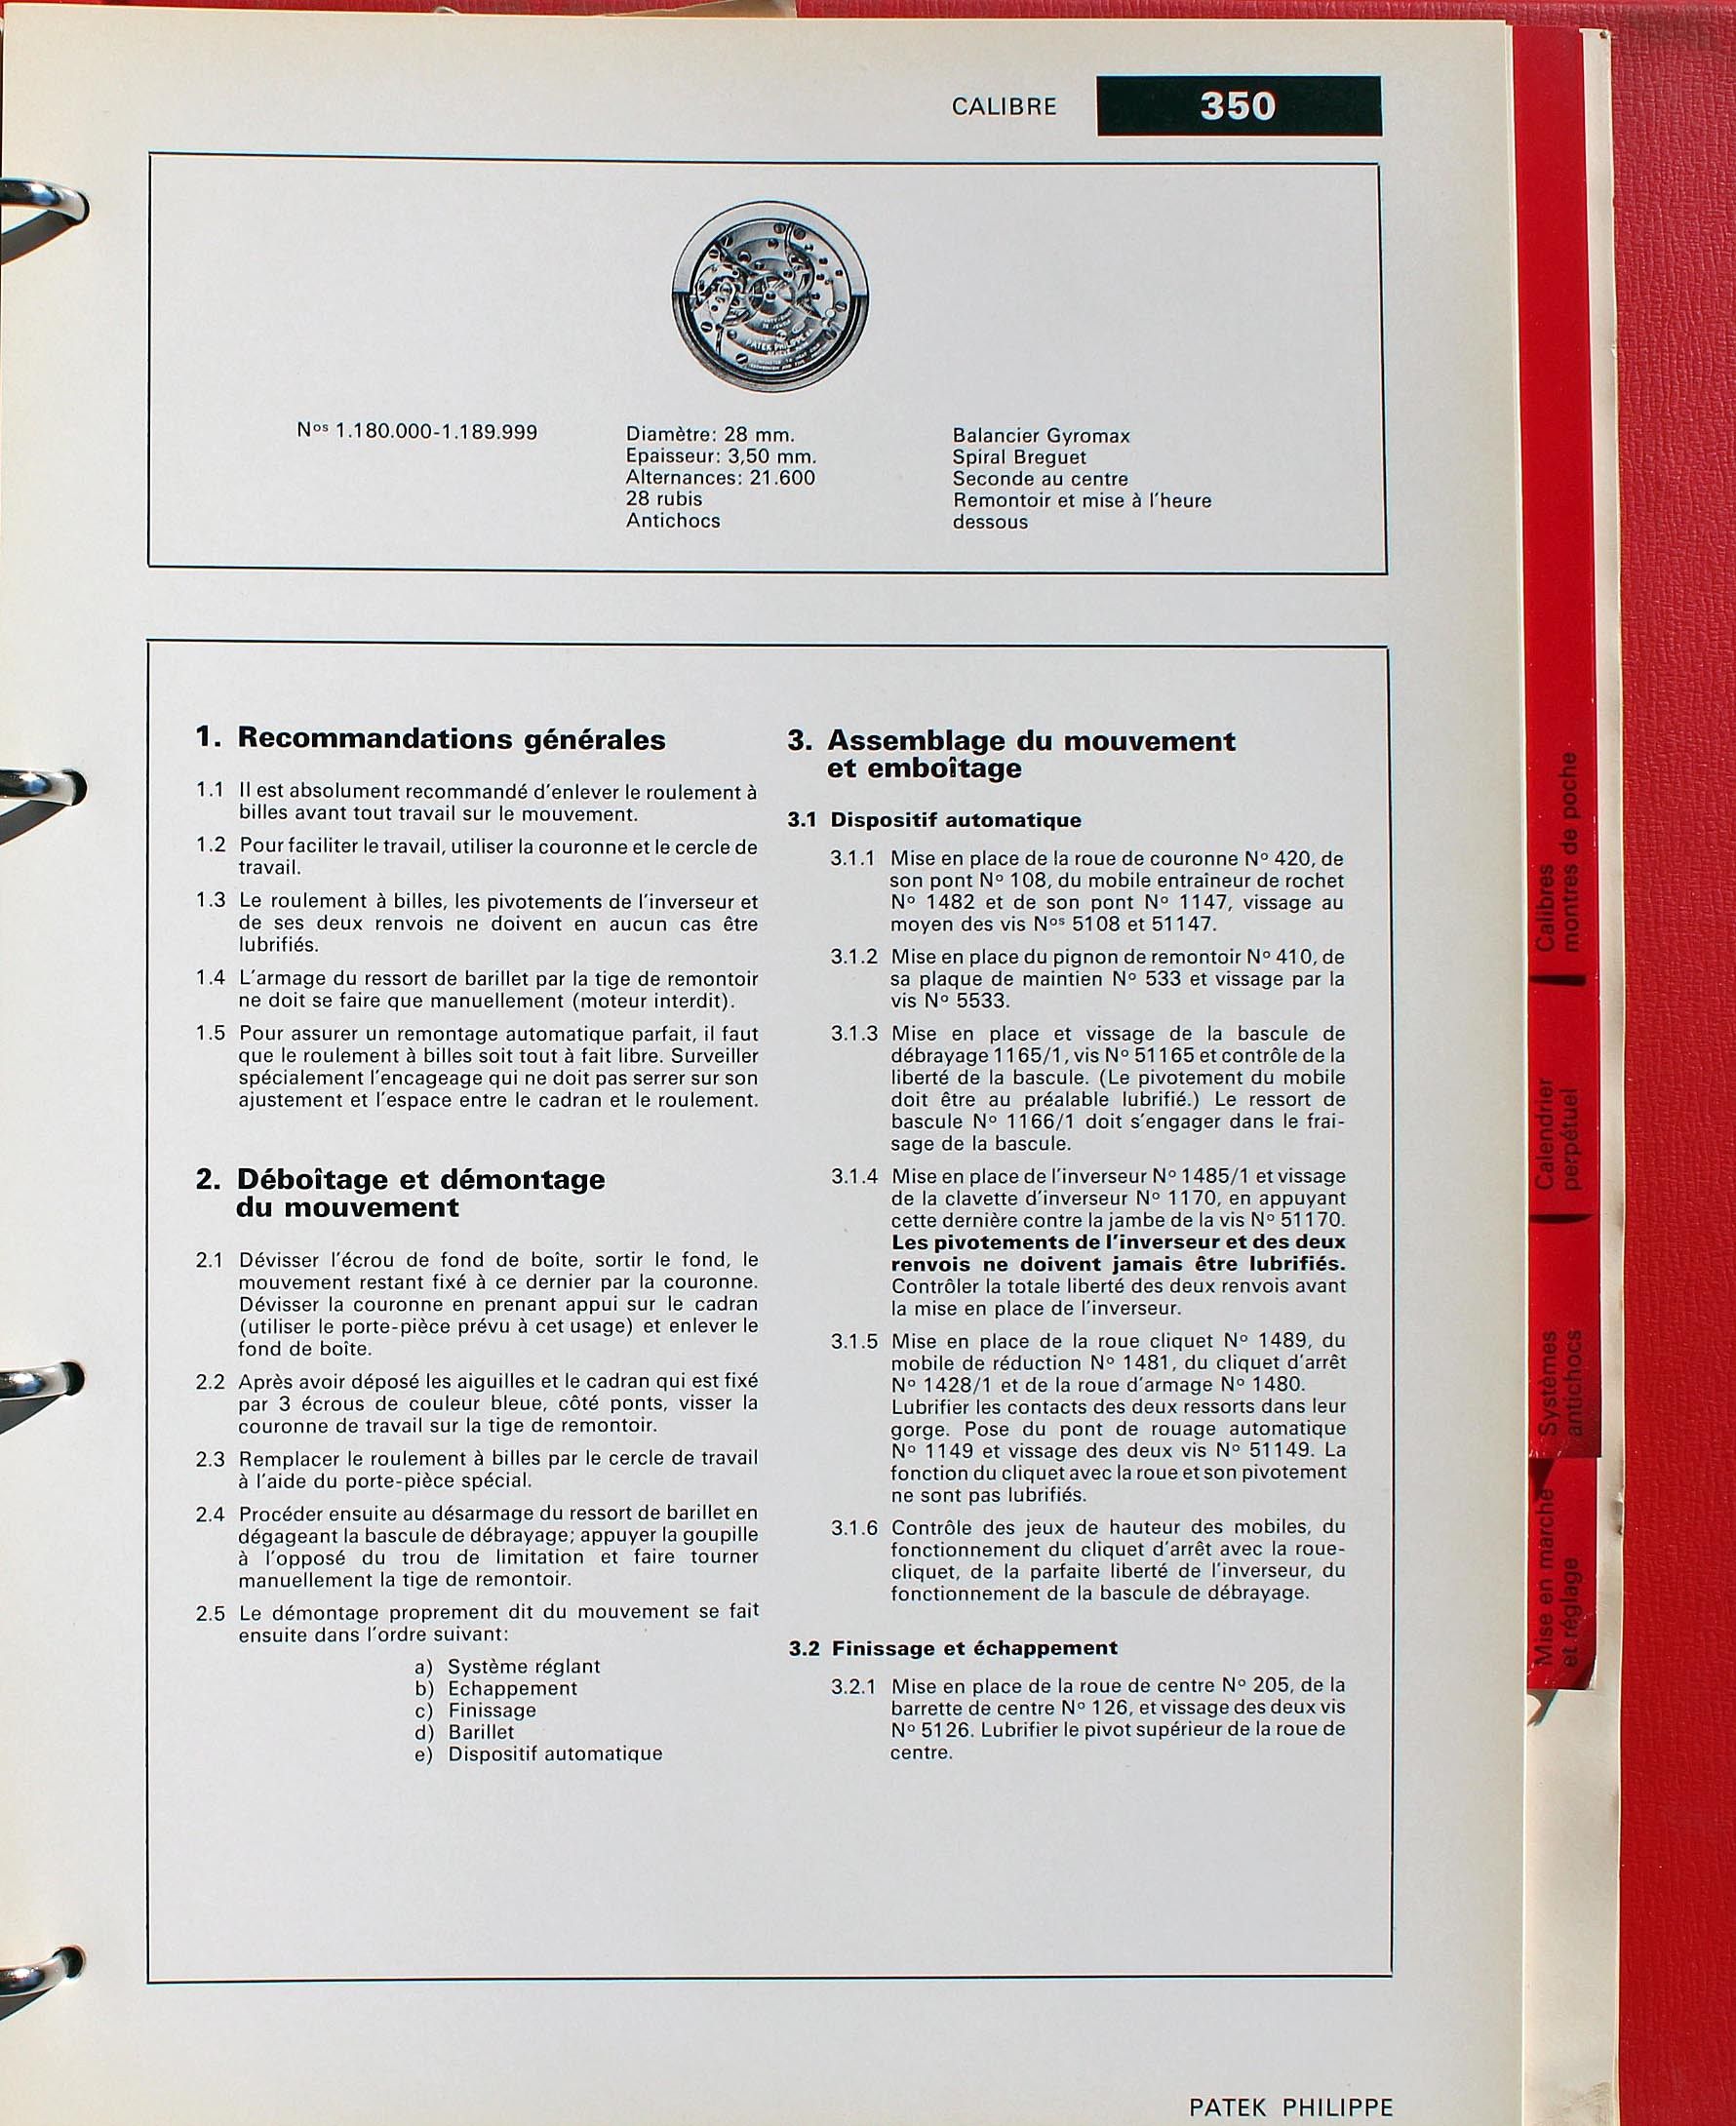 CALIBRE 350
PATEK PHILIPPE
Nos 1.180.000-1.189.999
Diamètre: 28 mm.
Epaisseur: 3,50 mm.
Alternances: 21.600
28 rubis
Antichocs
Balancier Gyromax
Spiral Breguet
Seconde au centre
Remontoir et mise à l'heure
dessous
1. Recommandations générales
1.1 Il est absolument recommandé d'enlever le roulement à
billes avant tout travail sur le mouvement.
1.2 Pour faciliter le travail, utiliser la couronne et le cercle de
travail.
1.3 Le roulement à billes, les pivotements de l'inverseur et
de ses deux renvois ne doivent en aucun cas être
lubrifiés.
1.4 L'armage du ressort de barillet par la tige de remontoir
ne doit se faire que manuellement (moteur interdit).
1.5 Pour assurer un remontage automatique parfait, il faut
que le roulement à billes soit tout à fait libre. Surveiller
spécialement l'encageage qui ne doit pas serrer sur son
ajustement et l'espace entre le cadran et le roulement.
2. Déboîtage et démontage
du mouvement
2.1 Dévisser l'écrou de fond de boîte, sortir le fond, le
mouvement restant fixé à ce dernier par la couronne.
Dévisser la couronne en prenant appui sur le cadran
(utiliser le porte-pièce prévu à cet usage) et enlever le
fond de boîte.
2.2 Après avoir déposé les aiguilles et le cadran qui est fixé
par 3 écrous de couleur bleue, côté ponts, visser la
couronne de travail sur la tige de remontoir.
2.3 Remplacer le roulement à billes par le cercle de travail
à l'aide du porte-pièce spécial.
2.4 Procéder ensuite au désarmage du ressort de barillet en
dégageant la bascule de débrayage; appuyer la goupille
à l'opposé du trou de limitation et faire tourner
manuellement la tige de remontoir.
2.5 Le démontage proprement dit du mouvement se fait
ensuite dans l'ordre suivant:
a) Système réglant
b) Echappement
c) Finissage
d) Barillet
e) Dispositif automatique
3. Assemblage du mouvement
et emboîtage
3.1 Dispositif automatique
3.1.1 Mise en place de la roue de couronne No 420, de
son pont No 108, du mobile entraîneur de rochet
No 1482 et de son pont No 1147, vissage au
moyen des vis Nos 5108 et 51147.
3.1.2 Mise en place du pignon de remontoir No 410, de
sa plaque de maintien No 533 et vissage par la
vis No 5533.
3.1.3 Mise en place et vissage de la bascule de
débrayage 1165/1, vis No 51165 et contrôle de la
liberté de la bascule. (Le pivotement du mobile
doit être au préalable lubrifié.) Le ressort de
bascule No 1166/1 doit s'engager dans le frai-
sage de la bascule.
3.1.4 Mise en place de l'inverseur No 1485/1 et vissage
de la clavette d'inverseur No 1170, en appuyant
cette dernière contre la jambe de la vis No 51170.
Les pivotements de l'inverseur et des deux
renvois ne doivent jamais être lubrifiés.
Contrôler la totale liberté des deux renvois avant
la mise en place de l'inverseur.
3.1.5 Mise en place de la roue cliquet No 1489, du
mobile de réduction No 1481, du cliquet d'arrêt
No 1428/1 et de la roue d'armage No 1480.
Lubrifier les contacts des deux ressorts dans leur
gorge. Pose du pont de rouage automatique
No 1149 et vissage des deux vis No 51149. La
fonction du cliquet avec la roue et son pivotement
ne sont pas lubrifiés.
3.1.6 Contrôle des jeux de hauteur des mobiles, du
fonctionnement du cliquet d'arrêt avec la roue-
cliquet, de la parfaite liberté de l'inverseur, du
fonctionnement de la bascule de débrayage.
3.2 Finissage et échappement
3.2.1 Mise en place de la roue de centre No 205, de la
barrette de centre No 126, et vissage des deux vis
No 5126. Lubrifier le pivot supérieur de la roue de
centre.
PATEK PHILIPPE
Calibres
montres de poche
Calendrier
perpétuel
Systèmes
antichocs
Mise en marche
et réglage